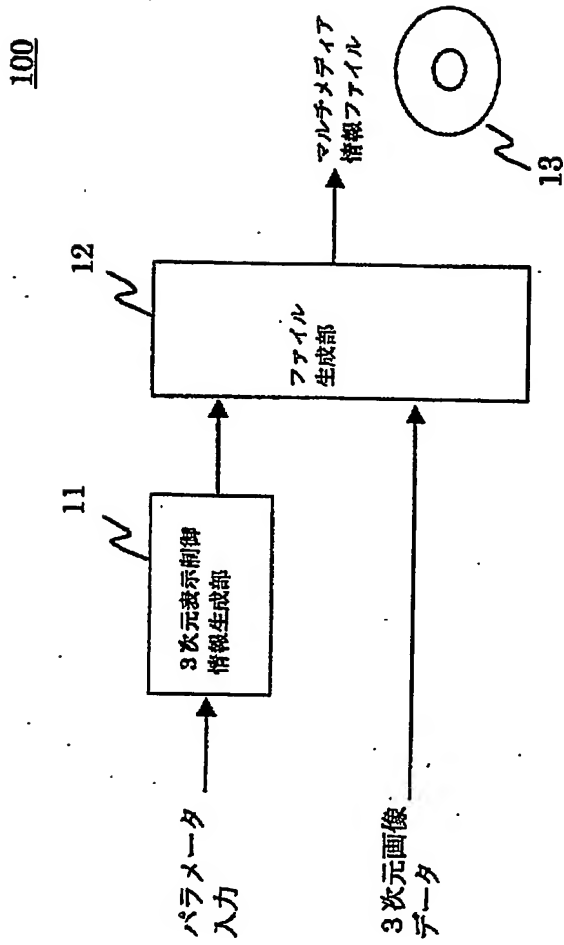 100
パラメータ
入力
11
3次元表示制御
情報生成部
3次元画像
データ
12
ファイル
生成部
マルチメディア
情報ファイル
13